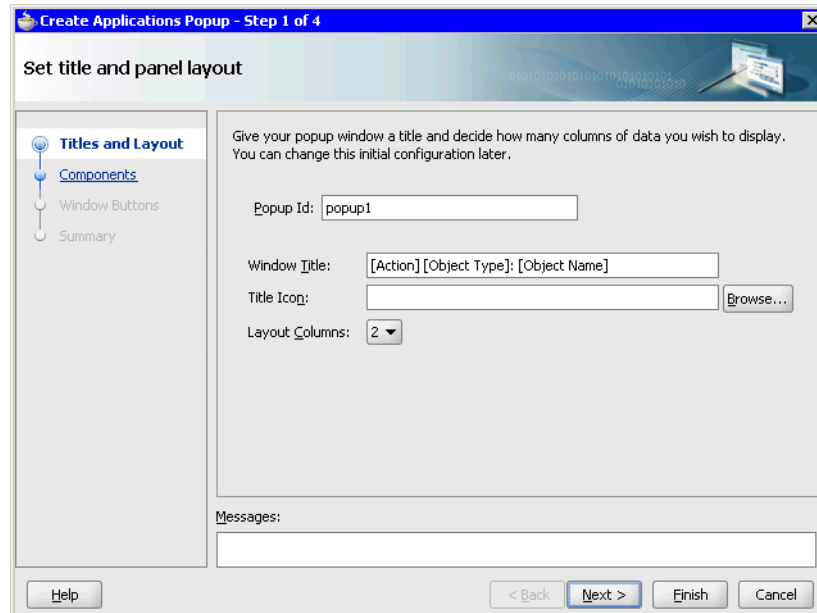 Create Applications Popup - Step 1 of 4
Set title and panel layout
Titles and Layout
Components
Window Buttons
Summary
Give your popup window a title and decide how many columns of data you wish to display.
You can change this initial configuration later.
Popup Id: popup1
Window Title: [Action] [Object Type]: [Object Name]
Title Icon: Browse...
Layout Columns: 2
Messages:
Help < Back Next > Finish Cancel